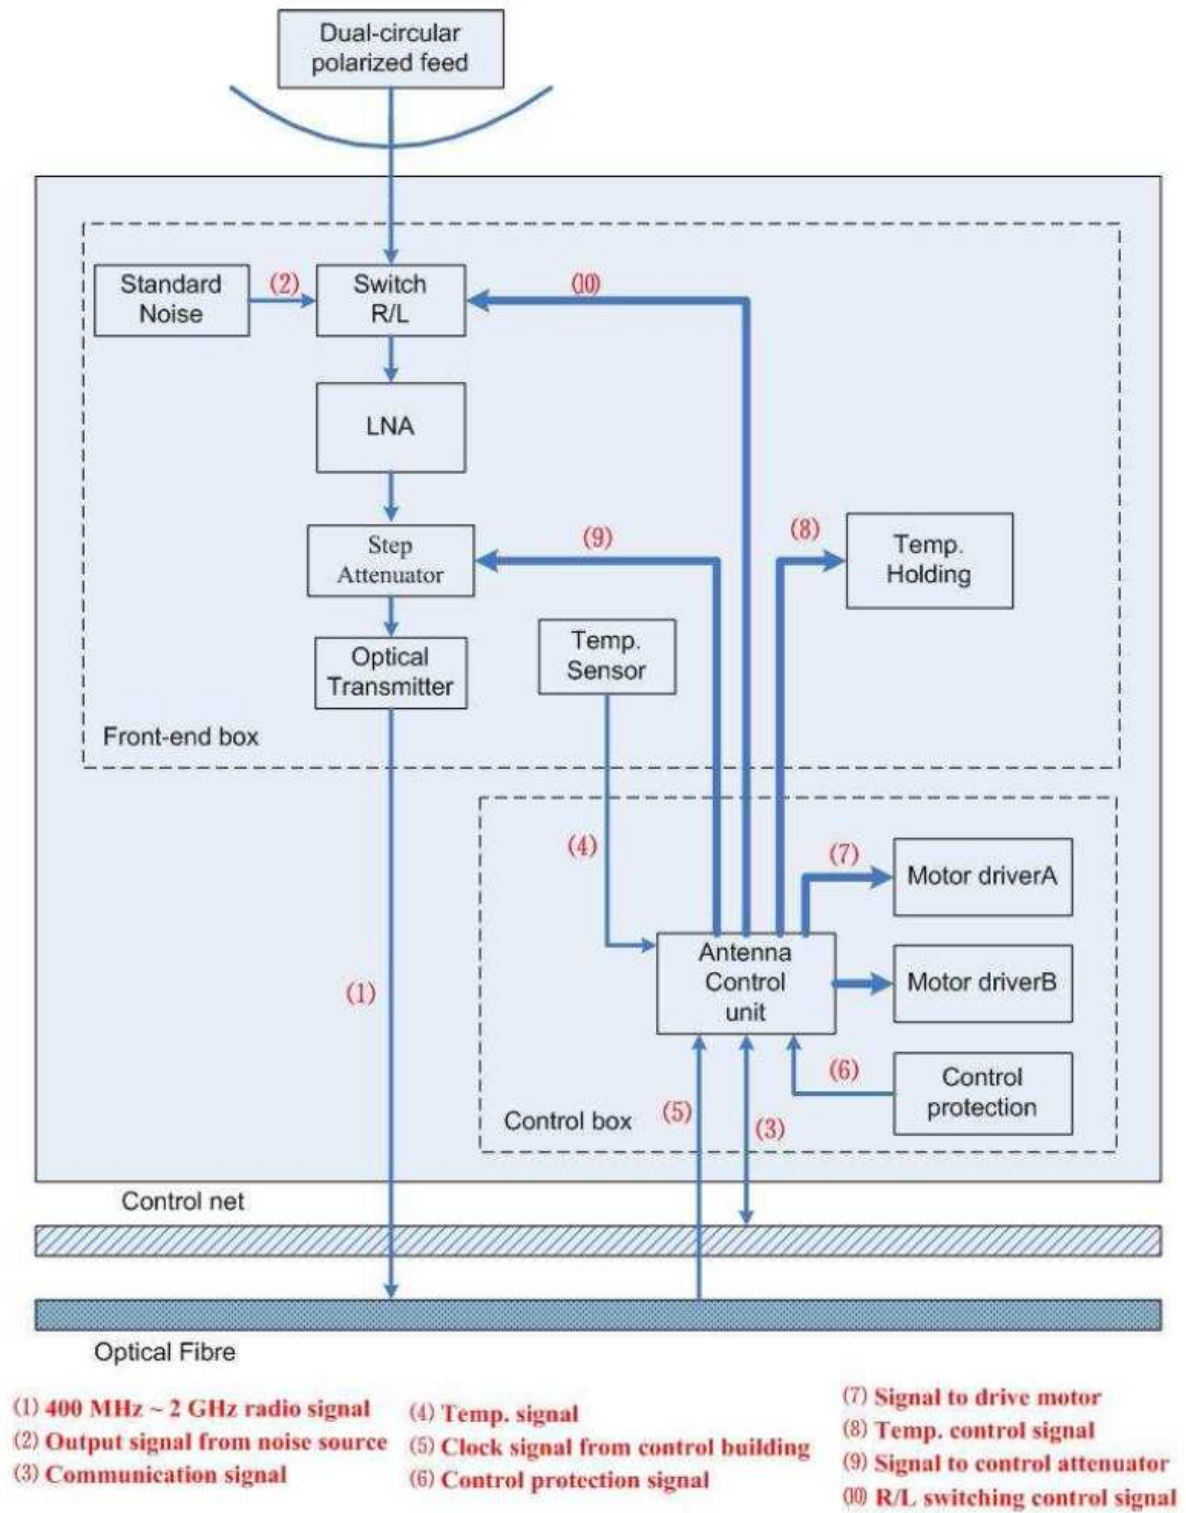 Dual-circular
polarized feed
Standard
Noise
(2)
Switch
R/L
(10)
LNA
Step
Attenuator
(9)
(8)
Temp.
Holding
Temp.
Sensor
Optical
Transmitter
Front-end box
(4)
(7)
Motor driverA
Antenna
Control
unit
Motor driverB
(1)
(6)
Control
protection
(5)
(3)
Control box
Control net
Optical Fibre
(1) 400 MHz ~ 2 GHz radio signal
(2) Output signal from noise source
(3) Communication signal
(4) Temp. signal
(5) Clock signal from control building
(6) Control protection signal
(7) Signal to drive motor
(8) Temp. control signal
(9) Signal to control attenuator
(10) R/L switching control signal